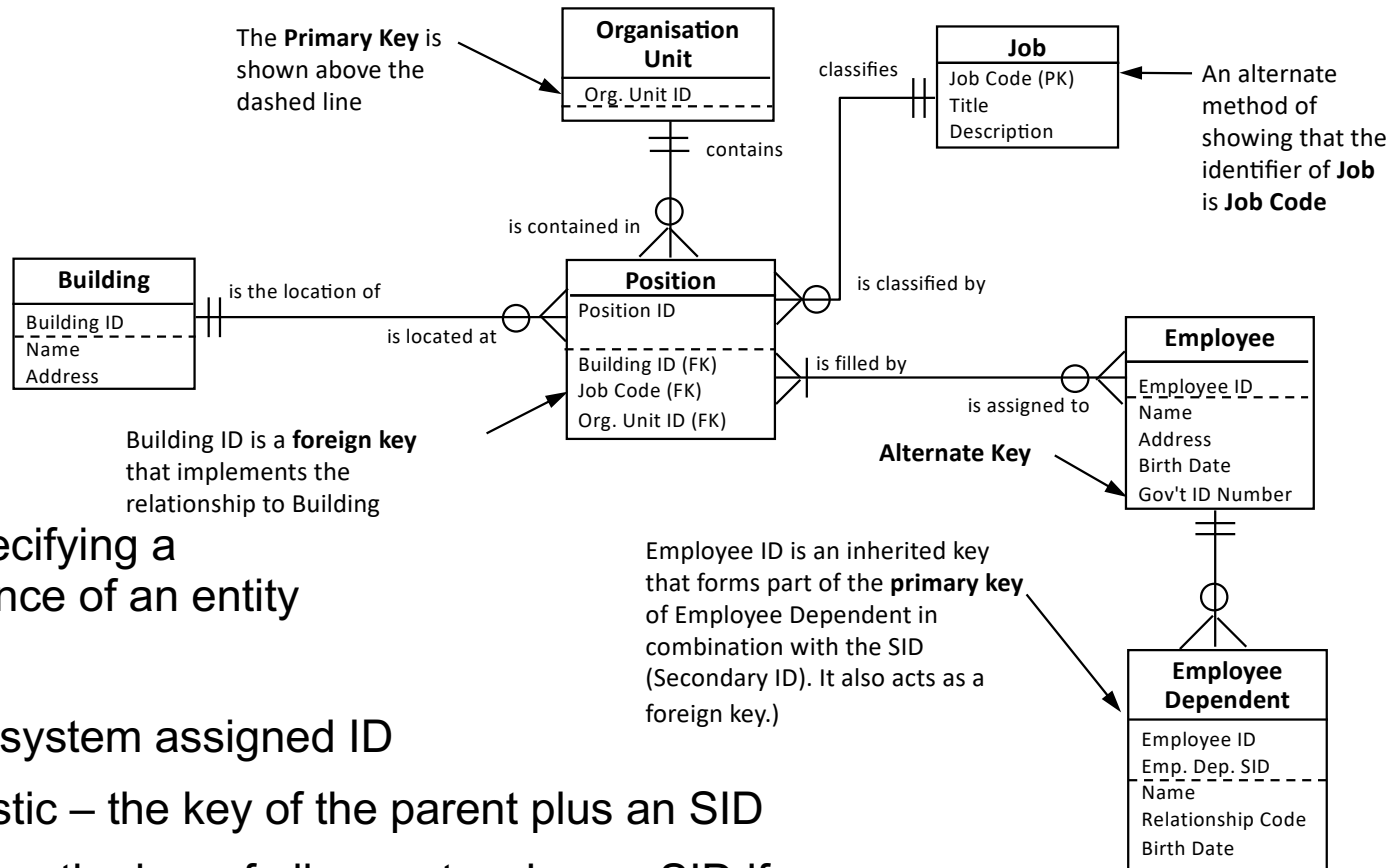 The Primary Key is
shown above the
dashed line
Organisation
Unit
Org. Unit ID
classifies
Job
Job Code (PK)
Title
Description
An alternate
method of
showing that the
identifier of Job
is Job Code
contains
is contained in
Building
Building ID
Name
Address
is the location of
is located at
Position
Position ID
Building ID (FK)
Job Code (FK)
Org. Unit ID (FK)
is classified by
is filled by
is assigned to
Employee
Employee ID
Name
Address
Birth Date
Gov't ID Number
Alternate Key
Building ID is a foreign key
that implements the
relationship to Building
ecifying a
nce of an entity
Employee ID is an inherited key
that forms part of the primary key
of Employee Dependent in
combination with the SID
(Secondary ID). It also acts as a
foreign key.)
Employee
Dependent
Employee ID
Emp. Dep. SID
Name
Relationship Code
Birth Date
system assigned ID
stic – the key of the parent plus an SID